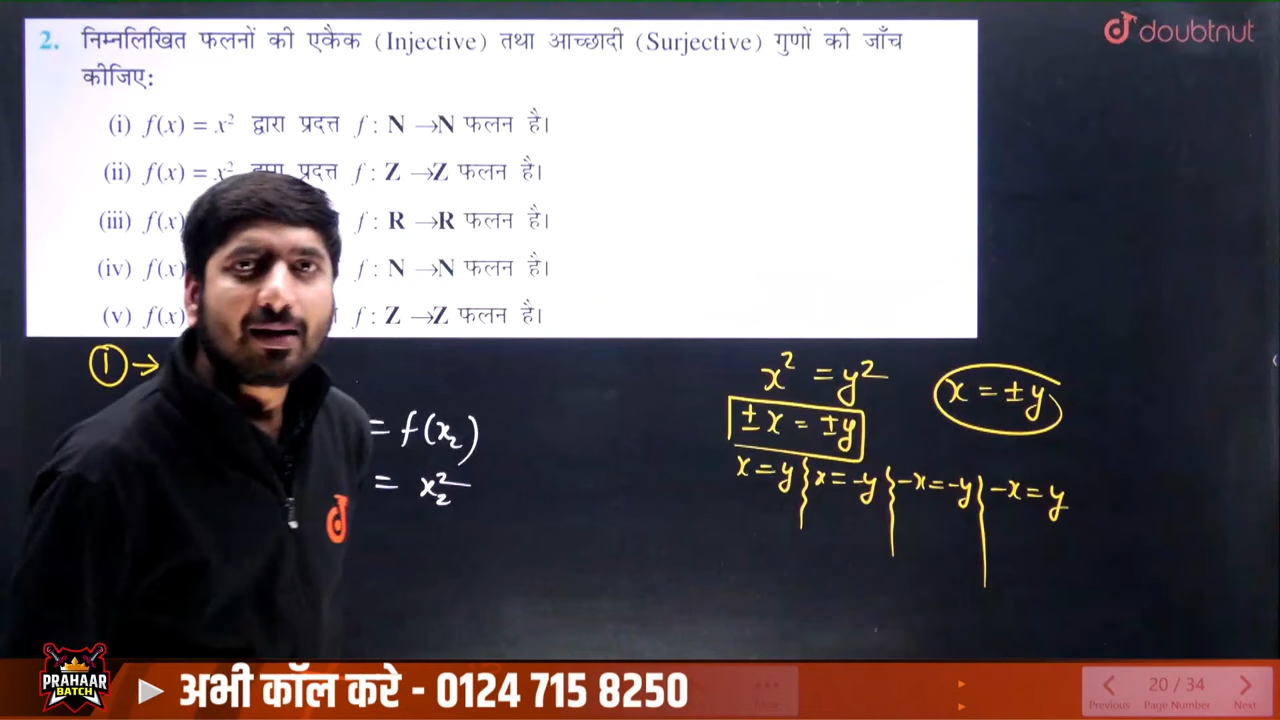 2. निम्नलिखित फलनों की एकैक (Injective) तथा आच्छादी (Surjective) गुणों की जाँच
कीजिए:
(i) f(x) = x² द्वारा प्रदत्त f : N →N फलन है।
(ii) f(x) = x² द्वारा प्रदत्त f : Z →Z फलन है।
(iii) f(x) f : R →R फलन है।
(iv) f(x) f : N →N फलन है।
(v) f(x) f : Z →Z फलन है।
doubtnut
1 →
= f(x₂)
= x₂²
x² = y²
± x = ±y
x = y x = -y -x = -y -x = y
x = ±y
PRAHAAR
BATCH
अभी कॉल करे - 0124 715 8250
20 / 34
Previous Page Number Next